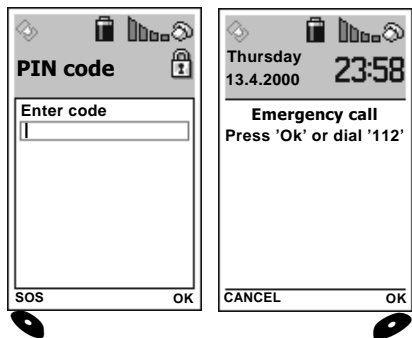 PIN code
Enter code
SOS OK
Thursday
13.4.2000 23:58
Emergency call
Press 'Ok' or dial '112'
CANCEL OK